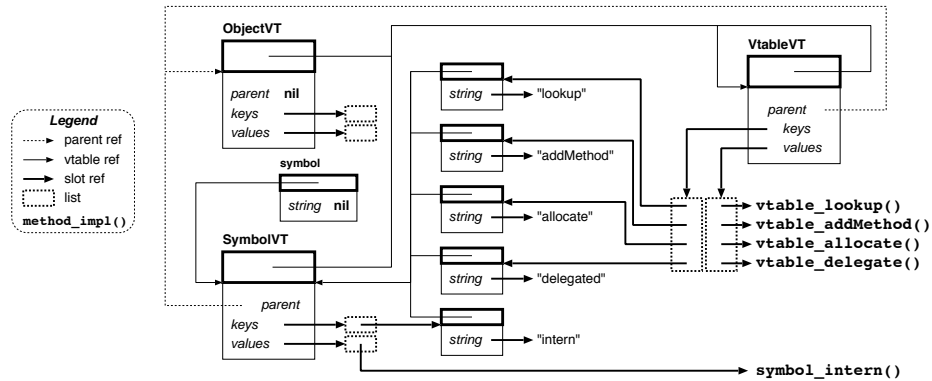 ObjectVT
parent nil
keys
values
VtableVT
parent
keys
values
string "lookup"
string "addMethod"
string "allocate"
string "delegated"
string "intern"
Legend
parent ref
vtable ref
slot ref
list
method_impl()
symbol
string nil
SymbolVT
parent
keys
values
vtable_lookup()
vtable_addMethod()
vtable_allocate()
vtable_delegate()
symbol_intern()